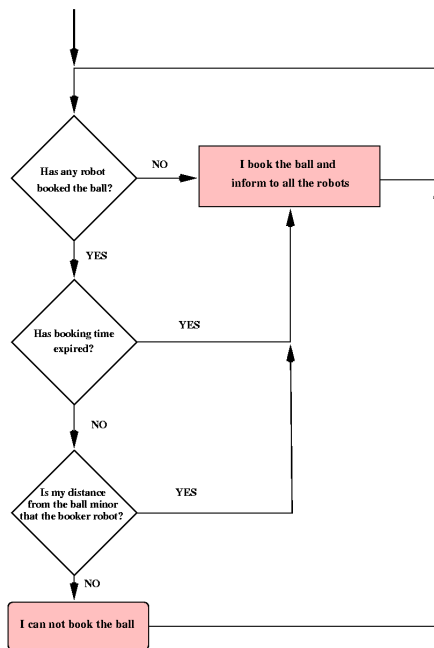 Has any robot
booked the ball?
NO
I book the ball and
inform to all the robots
YES
Has booking time
expired?
YES
NO
Is my distance
from the ball minor
that the booker robot?
YES
NO
I can not book the ball